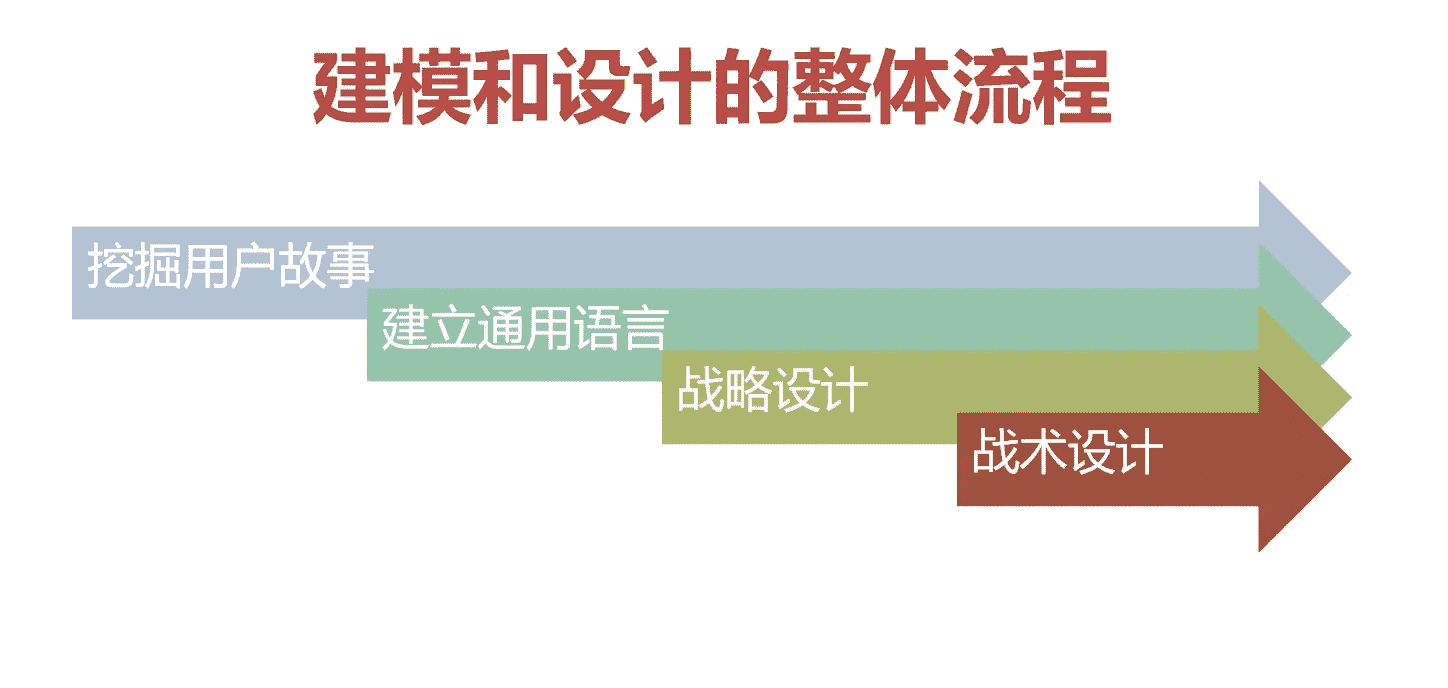 建模和设计的整体流程
挖掘用户故事
建立通用语言
战略设计
战术设计